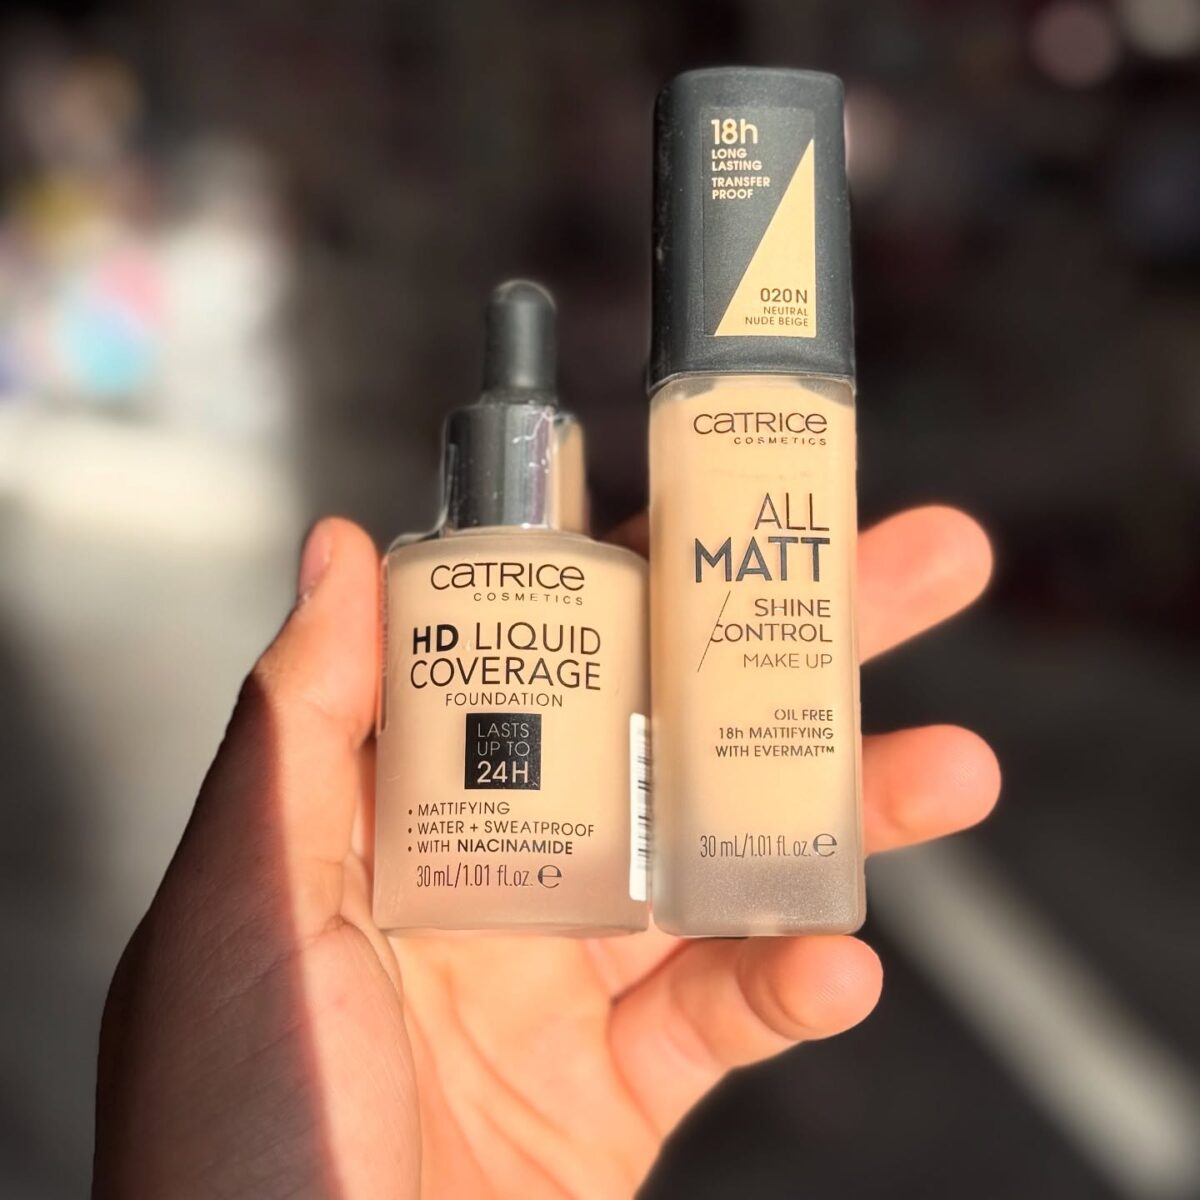 CATRICE
COSMETICS
HD LIQUID
COVERAGE
FOUNDATION
LASTS
UP TO
24H
• MATTIFYING
• WATER + SWEATPROOF
• WITH NIACINAMIDE
30 mL/1.01 fl.oz. ℮
18h
LONG
LASTING
TRANSFER
PROOF
020 N
NEUTRAL
NUDE BEIGE
CATRICE
COSMETICS
ALL
MATT
/ SHINE
CONTROL
MAKE UP
OIL FREE
18h MATTIFYING
WITH EVERMAT™
30 mL/1.01 fl. oz. ℮